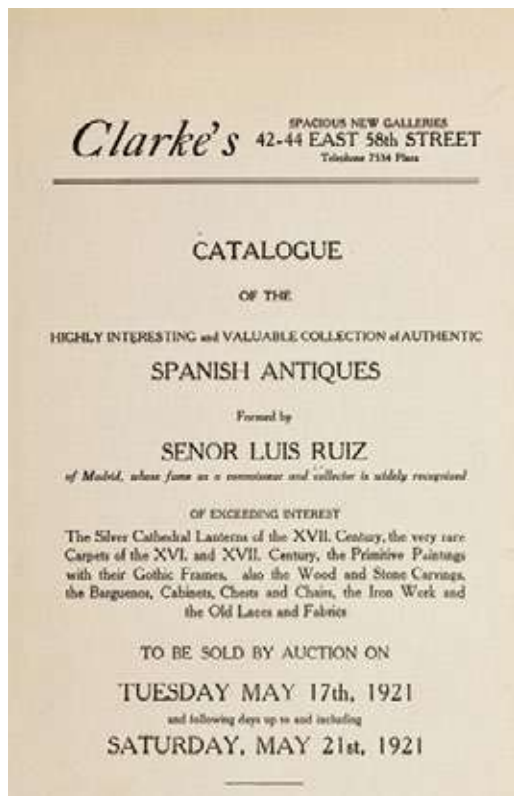 Clarke's
SPACIOUS NEW GALLERIES
42-44 EAST 58th STREET
Telephone 7534 Plaza
CATALOGUE
OF THE
HIGHLY INTERESTING and VALUABLE COLLECTION of AUTHENTIC
SPANISH ANTIQUES
Formed by
SENOR LUIS RUIZ
of Madrid, whose fame as a connoisseur and collector is widely recognized
OF EXCEEDING INTEREST
The Silver Cathedral Lanterns of the XVII. Century, the very rare
Carpets of the XVI. and XVII. Century, the Primitive Paintings
with their Gothic Frames, also the Wood and Stone Carvings,
the Barguenos, Cabinets, Chests and Chairs, the Iron Work and
the Old Laces and Fabrics
TO BE SOLD BY AUCTION ON
TUESDAY MAY 17th, 1921
and following days up to and including
SATURDAY, MAY 21st, 1921